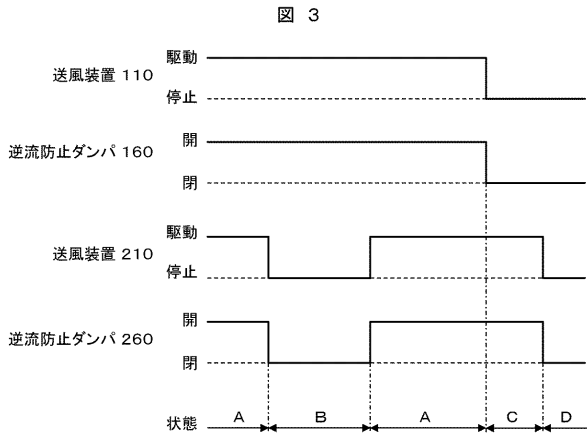 図 3
送風装置 110
駆動
停止
逆流防止ダンパ 160
開
閉
送風装置 210
駆動
停止
逆流防止ダンパ 260
開
閉
状態 A B A C D